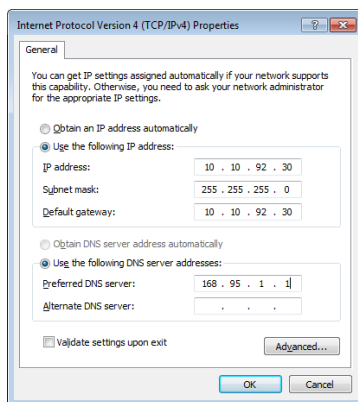 Internet Protocol Version 4 (TCP/IPv4) Properties
General
You can get IP settings assigned automatically if your network supports
this capability. Otherwise, you need to ask your network administrator
for the appropriate IP settings.
Obtain an IP address automatically
Use the following IP address:
IP address: 10 . 10 . 92 . 30
Subnet mask: 255 . 255 . 255 . 0
Default gateway: 10 . 10 . 92 . 30
Obtain DNS server address automatically
Use the following DNS server addresses:
Preferred DNS server: 168 . 95 . 1 . 1
Alternate DNS server: . . .
Validate settings upon exit
Advanced...
OK Cancel